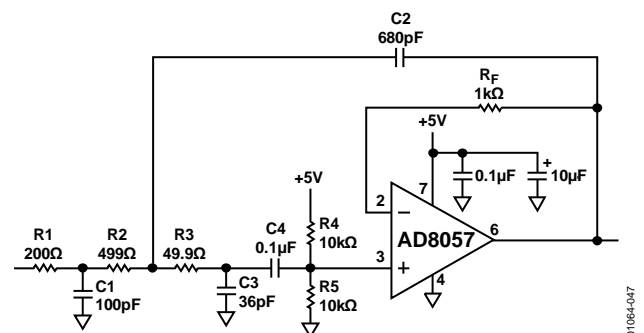 C2
680pF
RF
1kΩ
+5V
0.1µF
+
10µF
7
2
–
AD8057
6
3
+
4
+5V
R4
10kΩ
C4
0.1µF
R5
10kΩ
R1
200Ω
R2
499Ω
R3
49.9Ω
C1
100pF
C3
36pF
01064-047